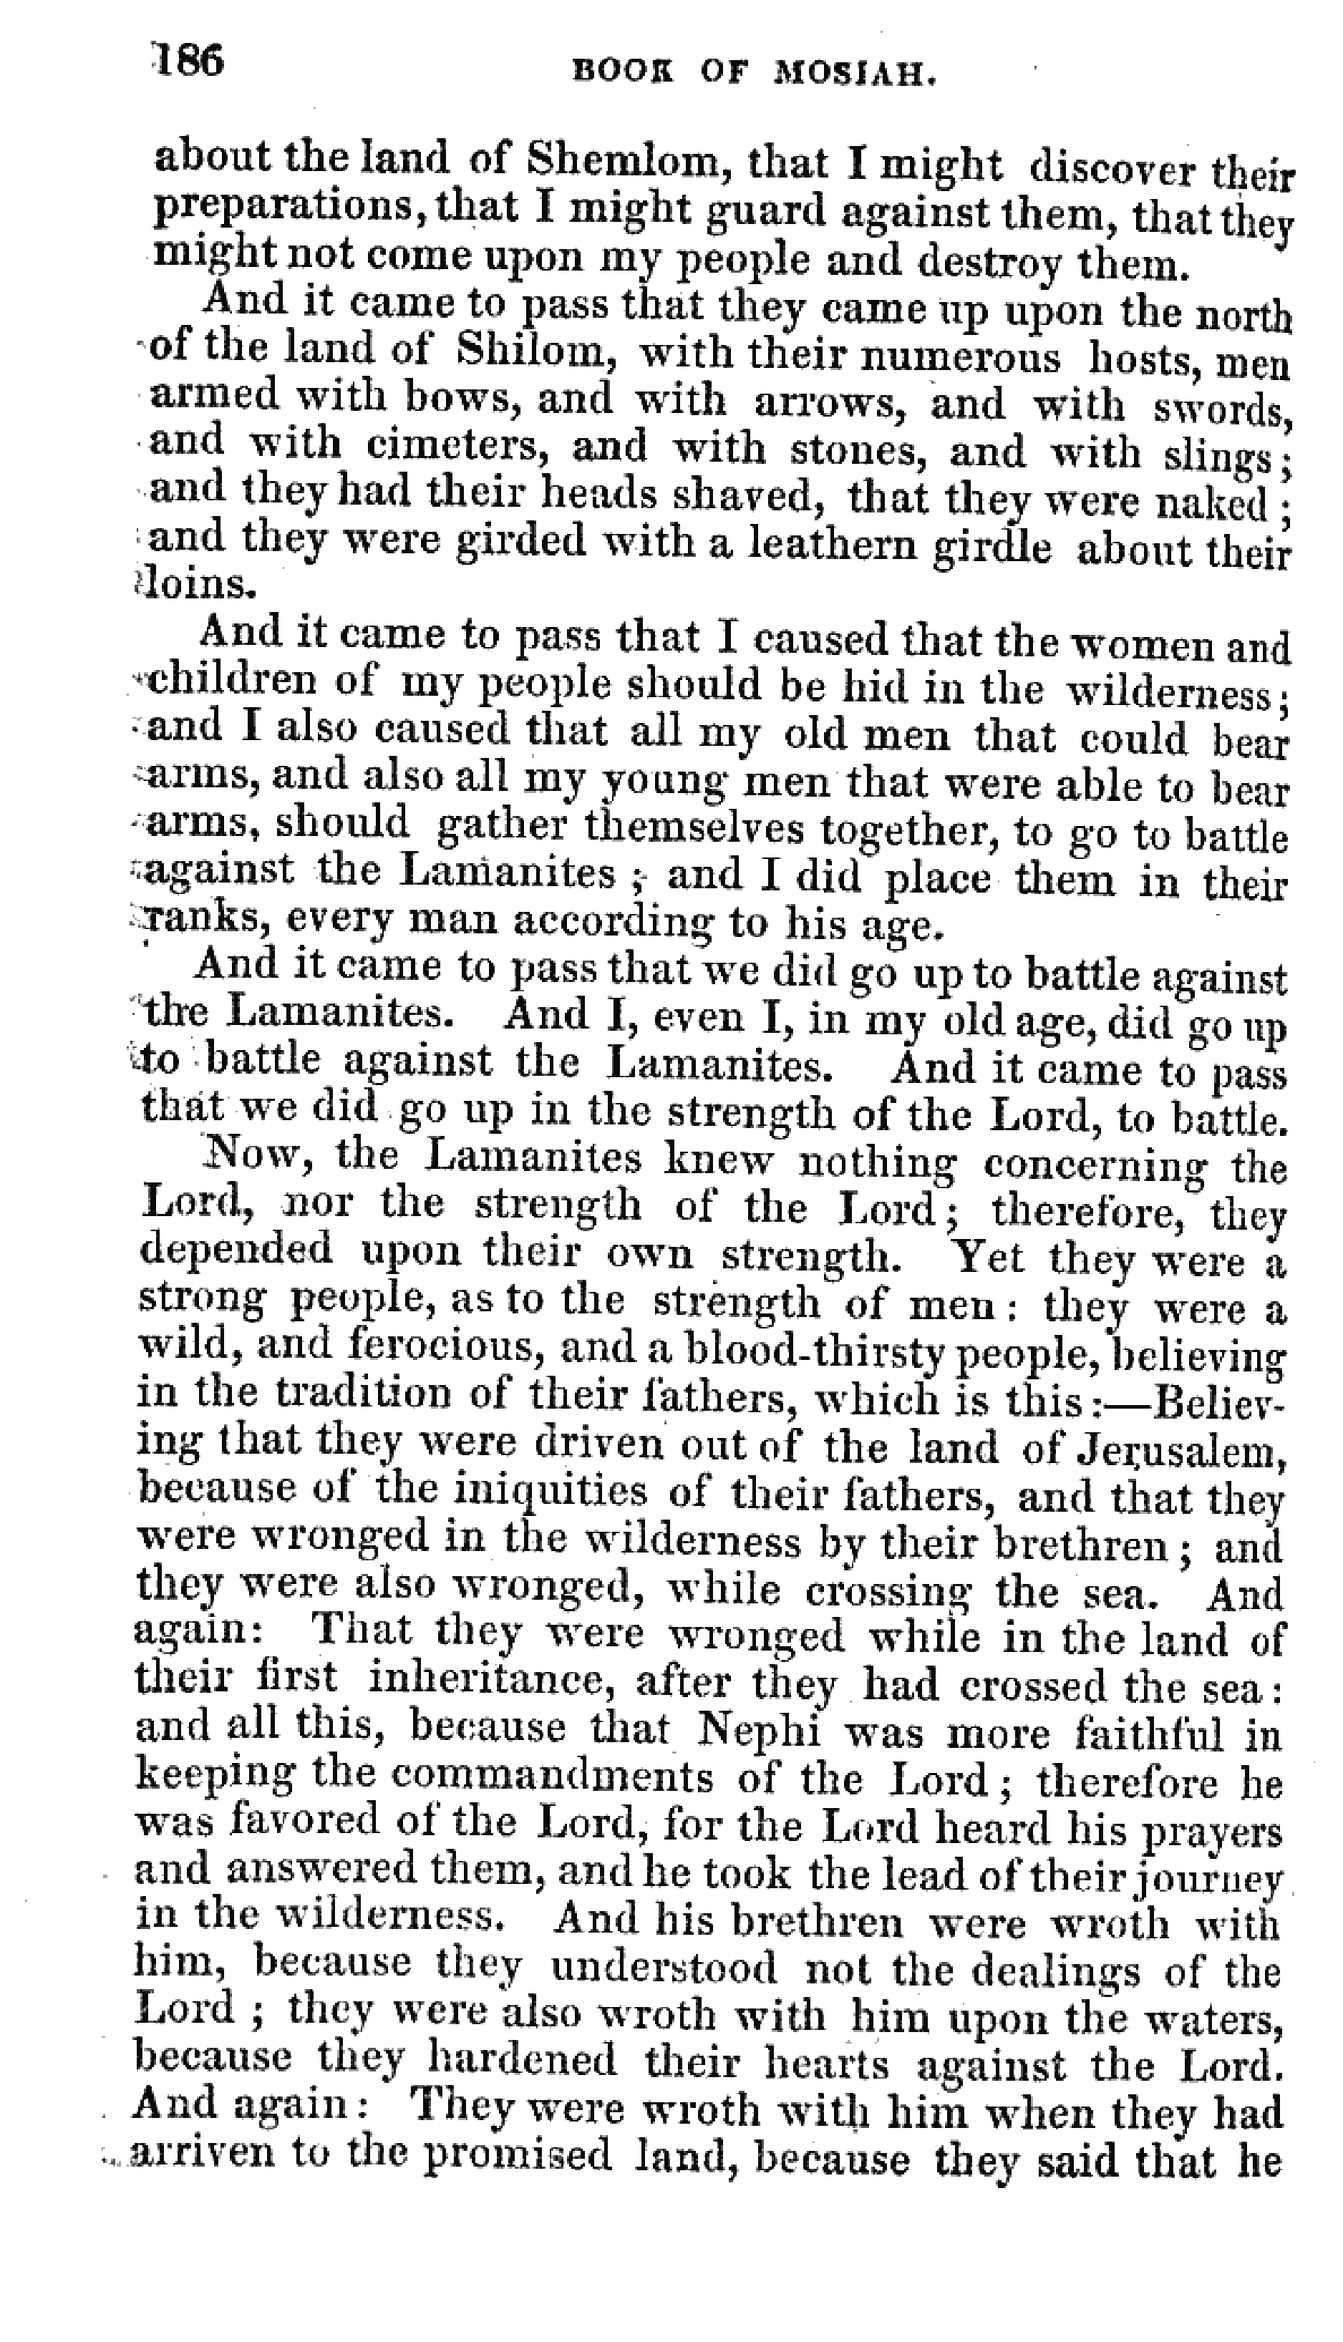 186
BOOK OF MOSIAH.
about the land of Shemlom, that I might discover their
preparations, that I might guard against them, that they
might not come upon my people and destroy them.
And it came to pass that they came up upon the north
of the land of Shilom, with their numerous hosts, men
armed with bows, and with arrows, and with swords,
and with cimeters, and with stones, and with slings;
and they had their heads shaved, that they were naked;
and they were girded with a leathern girdle about their
loins.
And it came to pass that I caused that the women and
children of my people should be hid in the wilderness;
and I also caused that all my old men that could bear
arms, and also all my young men that were able to bear
arms, should gather themselves together, to go to battle
against the Lamanites; and I did place them in their
ranks, every man according to his age.
And it came to pass that we did go up to battle against
the Lamanites. And I, even I, in my old age, did go up
to battle against the Lamanites. And it came to pass
that we did go up in the strength of the Lord, to battle.
Now, the Lamanites knew nothing concerning the
Lord, nor the strength of the Lord; therefore, they
depended upon their own strength. Yet they were a
strong people, as to the strength of men: they were a
wild, and ferocious, and a blood-thirsty people, believing
in the tradition of their fathers, which is this:—Believ-
ing that they were driven out of the land of Jerusalem,
because of the iniquities of their fathers, and that they
were wronged in the wilderness by their brethren; and
they were also wronged, while crossing the sea. And
again: That they were wronged while in the land of
their first inheritance, after they had crossed the sea:
and all this, because that Nephi was more faithful in
keeping the commandments of the Lord; therefore he
was favored of the Lord, for the Lord heard his prayers
and answered them, and he took the lead of their journey
in the wilderness. And his brethren were wroth with
him, because they understood not the dealings of the
Lord; they were also wroth with him upon the waters,
because they hardened their hearts against the Lord.
And again: They were wroth with him when they had
arriven to the promised land, because they said that he